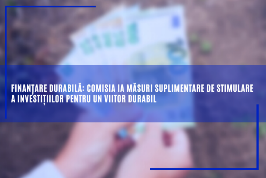 FINANȚARE DURABILĂ: COMISIA IA MĂSURI SUPLIMENTARE DE STIMULARE
A INVESTIȚIILOR PENTRU UN VIITOR DURABIL